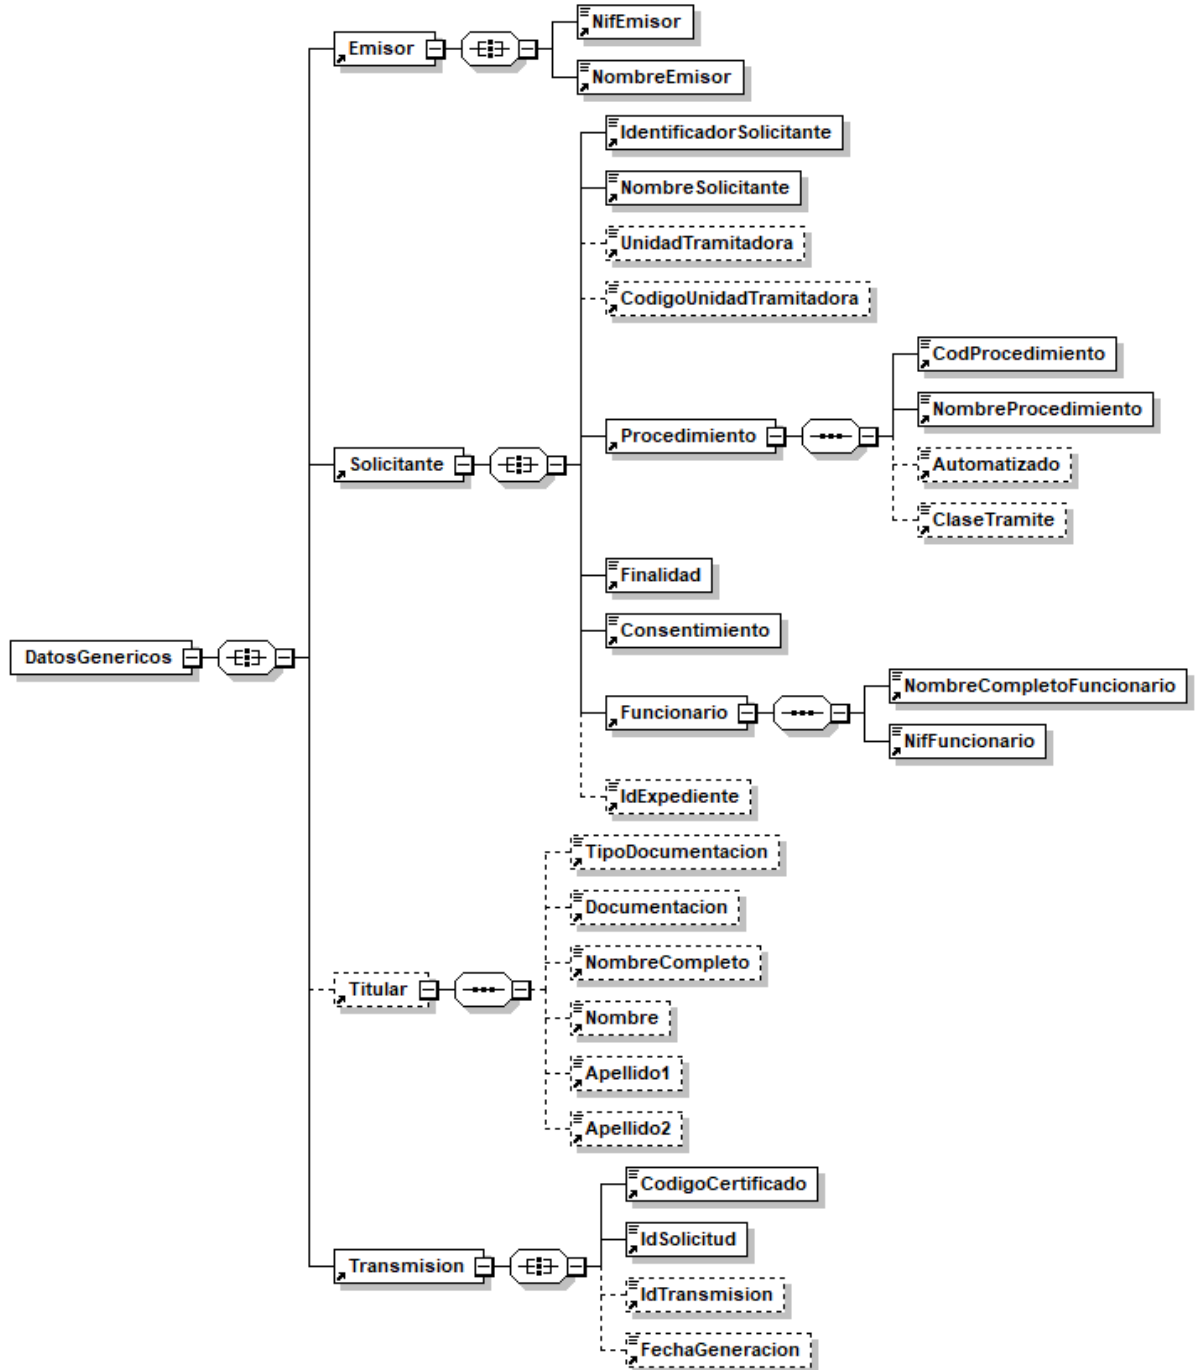 NifEmisor
Emisor
NombreEmisor
IdentificadorSolicitante
NombreSolicitante
UnidadTramitadora
CodigoUnidadTramitadora
CodProcedimiento
NombreProcedimiento
Procedimiento
Solicitante
Automatizado
ClaseTramite
Finalidad
Consentimiento
DatosGenericos
NombreCompletoFuncionario
Funcionario
NifFuncionario
IdExpediente
TipoDocumentacion
Documentacion
NombreCompleto
Titular
Nombre
Apellido1
Apellido2
CodigoCertificado
IdSolicitud
Transmision
IdTransmision
FechaGeneracion